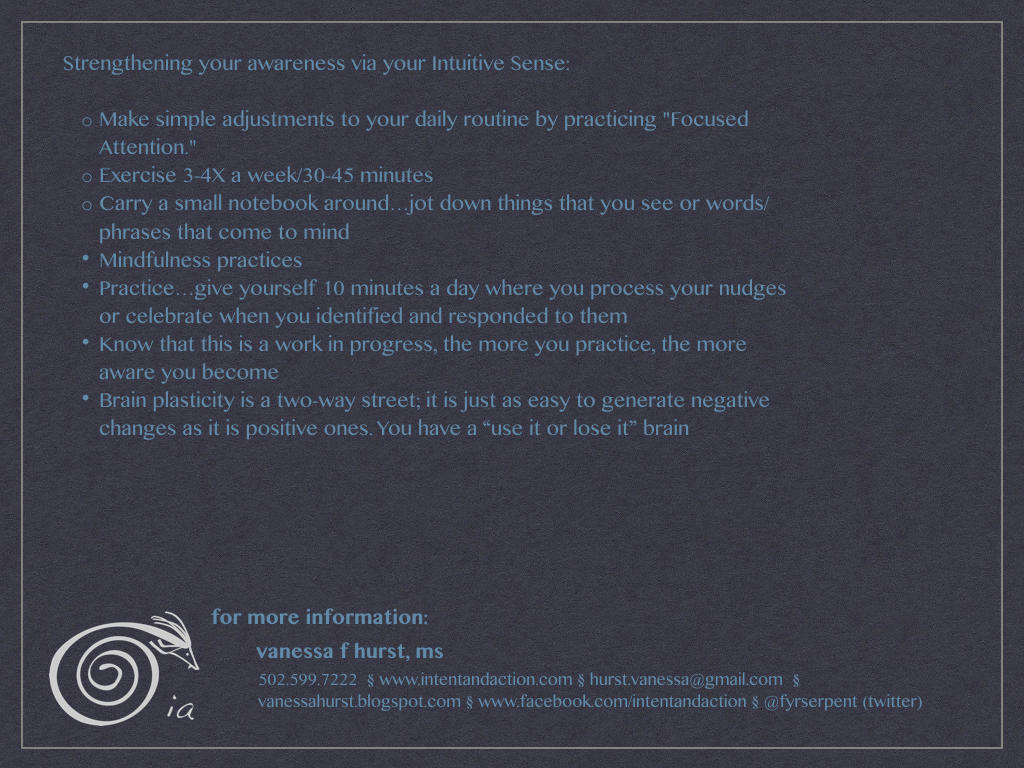 Strengthening your awareness via your Intuitive Sense:
o Make simple adjustments to your daily routine by practicing "Focused
Attention."
o Exercise 3-4X a week/30-45 minutes
o Carry a small notebook around…jot down things that you see or words/
phrases that come to mind
• Mindfulness practices
• Practice…give yourself 10 minutes a day where you process your nudges
or celebrate when you identified and responded to them
• Know that this is a work in progress, the more you practice, the more
aware you become
• Brain plasticity is a two-way street; it is just as easy to generate negative
changes as it is positive ones. You have a “use it or lose it” brain
for more information:
vanessa f hurst, ms
502.599.7222 § www.intentandaction.com § hurst.vanessa@gmail.com §
vanessahurst.blogspot.com § www.facebook.com/intentandaction § @fyrserpent (twitter)
ia